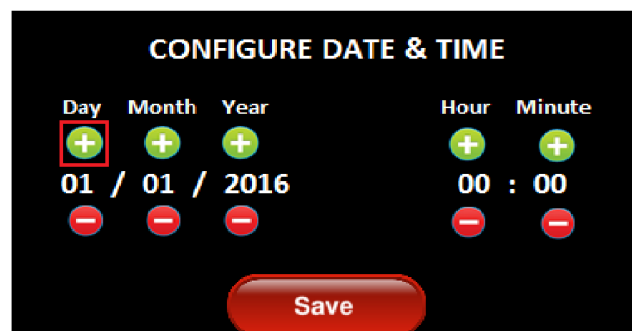 CONFIGURE DATE & TIME
Day Month Year Hour Minute
01 / 01 / 2016 00 : 00
Save